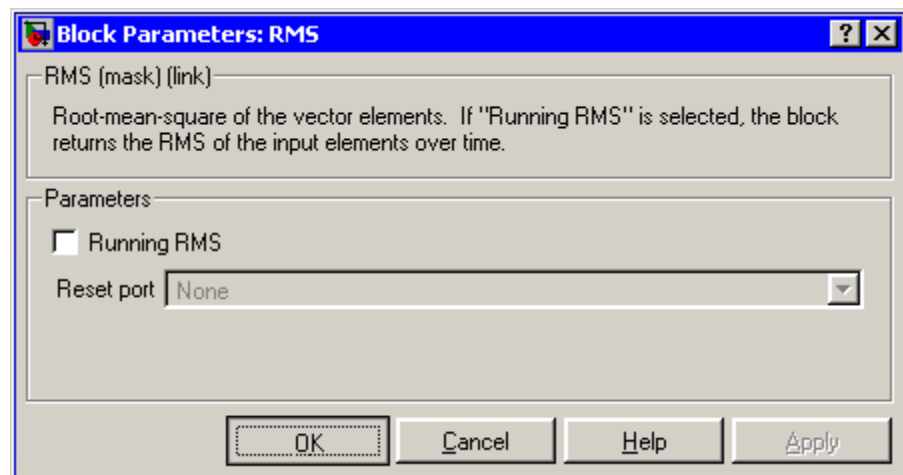 Block Parameters: RMS
RMS (mask) (link)
Root-mean-square of the vector elements.  If "Running RMS" is selected, the block
returns the RMS of the input elements over time.
Parameters
Running RMS
Reset port None
OK Cancel Help Apply